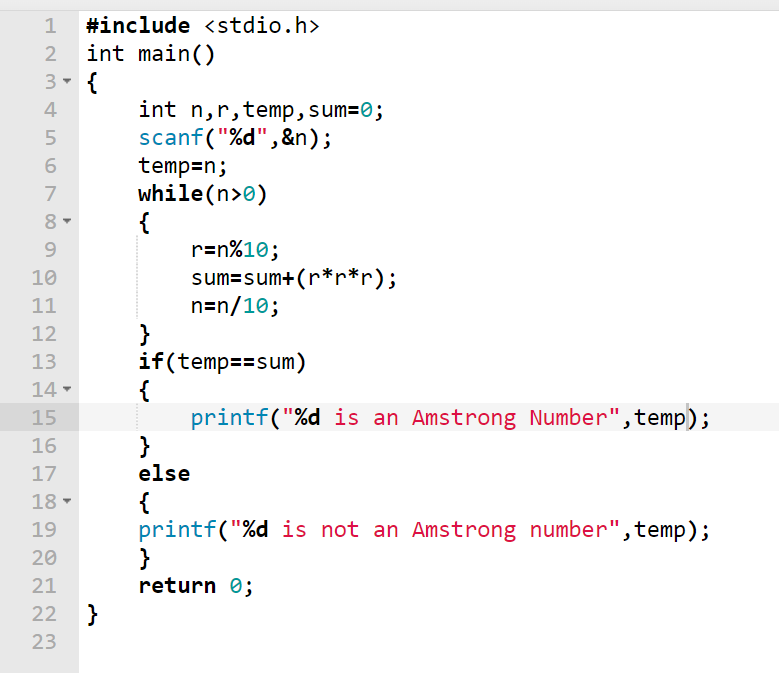 1 #include <stdio.h>
2 int main()
3 {
4 int n,r,temp,sum=0;
5 scanf("%d",&n);
6 temp=n;
7 while(n>0)
8 {
9 r=n%10;
10 sum=sum+(r*r*r);
11 n=n/10;
12 }
13 if(temp==sum)
14 {
15 printf("%d is an Amstrong Number",temp);
16 }
17 else
18 {
19 printf("%d is not an Amstrong number",temp);
20 }
21 return 0;
22 }
23